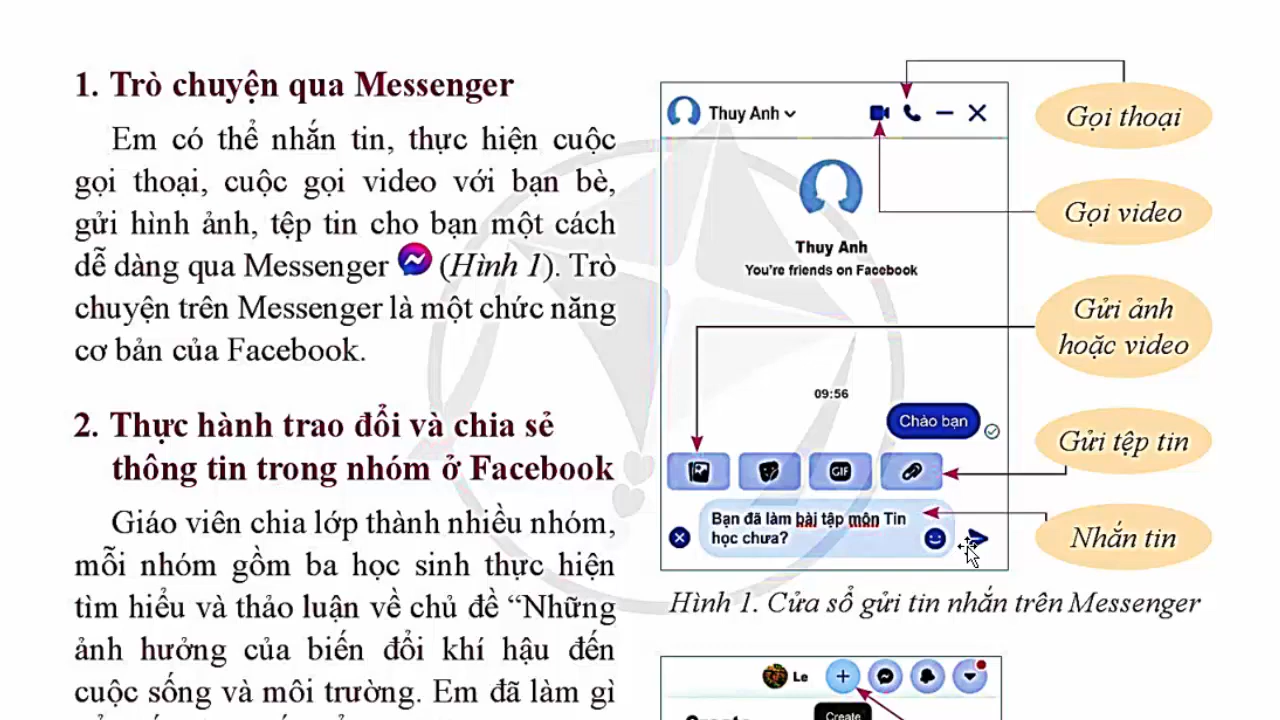 1. Trò chuyện qua Messenger
Em có thể nhắn tin, thực hiện cuộc
gọi thoại, cuộc gọi video với bạn bè,
gửi hình ảnh, tệp tin cho bạn một cách
dễ dàng qua Messenger (Hình 1). Trò
chuyện trên Messenger là một chức năng
cơ bản của Facebook.
2. Thực hành trao đổi và chia sẻ
thông tin trong nhóm ở Facebook
Giáo viên chia lớp thành nhiều nhóm,
mỗi nhóm gồm ba học sinh thực hiện
tìm hiểu và thảo luận về chủ đề “Những
ảnh hưởng của biến đổi khí hậu đến
cuộc sống và môi trường. Em đã làm gì
Thuy Anh
Thuy Anh
You're friends on Facebook
09:56
Chào bạn
GIF
Bạn đã làm bài tập môn Tin
học chưa?
Gọi thoại
Gọi video
Gửi ảnh
hoặc video
Gửi tệp tin
Nhắn tin
Hình 1. Cửa sổ gửi tin nhắn trên Messenger
Le
Create
Create